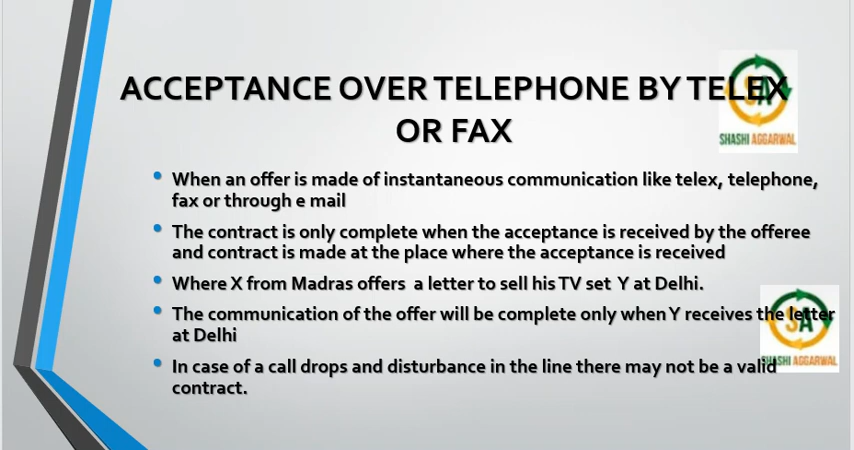 ACCEPTANCE OVER TELEPHONE BY TELEX
OR FAX
SA
SHASHI AGGARWAL
• When an offer is made of instantaneous communication like telex, telephone,
fax or through e mail
• The contract is only complete when the acceptance is received by the offeree
and contract is made at the place where the acceptance is received
• Where X from Madras offers a letter to sell his TV set Y at Delhi.
• The communication of the offer will be complete only when Y receives the letter
at Delhi
SA
SHASHI AGGARWAL
• In case of a call drops and disturbance in the line there may not be a valid
contract.